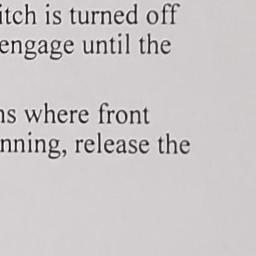 itch is turned off
engage until the
ns where front
nning, release the